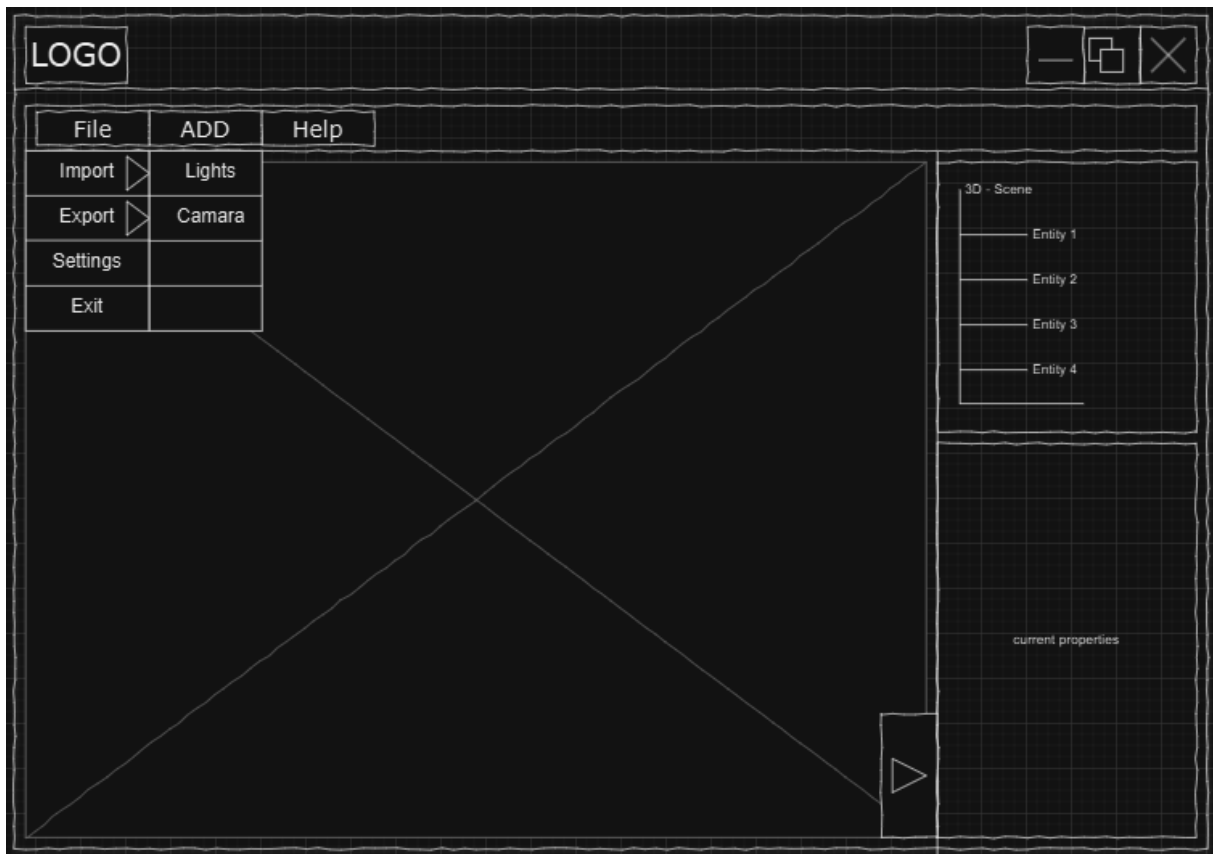 LOGO
File ADD Help
Import Lights
Export Camara
Settings
Exit
3D - Scene
Entity 1
Entity 2
Entity 3
Entity 4
current properties